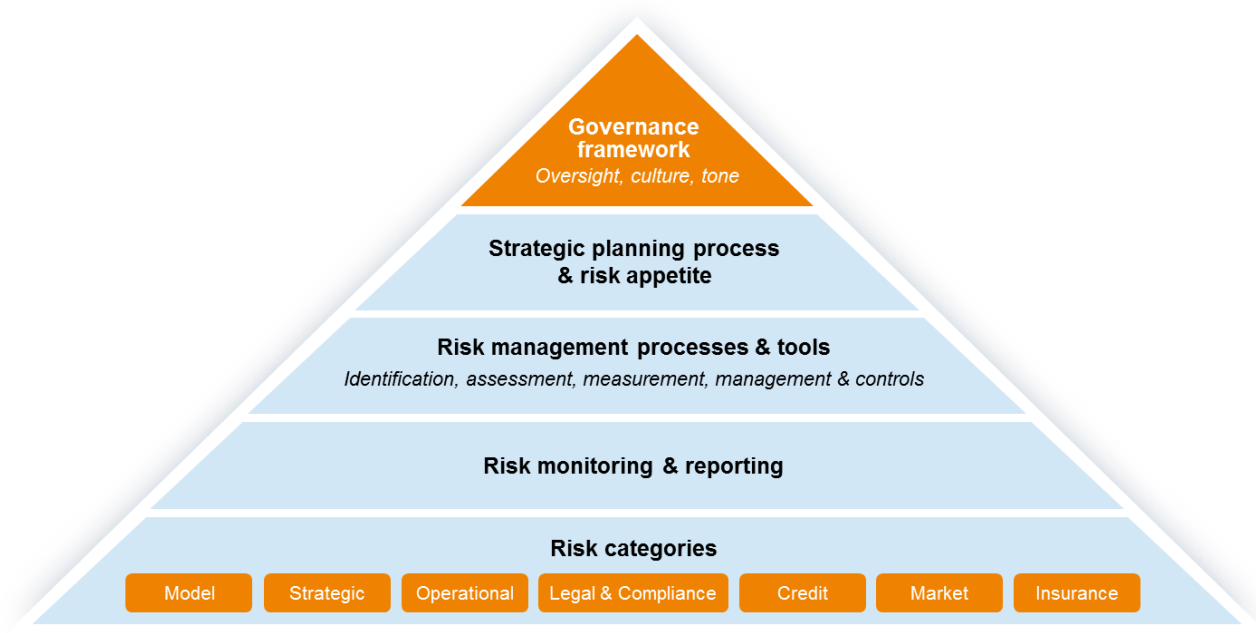 Governance
framework
Oversight, culture, tone
Strategic planning process
& risk appetite
Risk management processes & tools
Identification, assessment, measurement, management & controls
Risk monitoring & reporting
Risk categories
Model
Strategic
Operational
Legal & Compliance
Credit
Market
Insurance